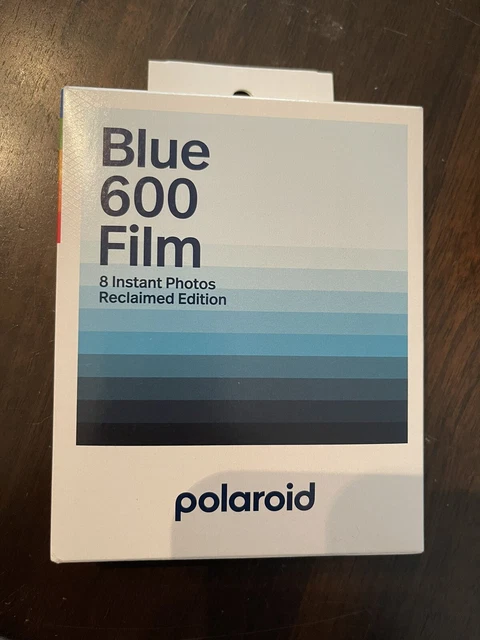 Blue
600
Film
8 Instant Photos
Reclaimed Edition
polaroid